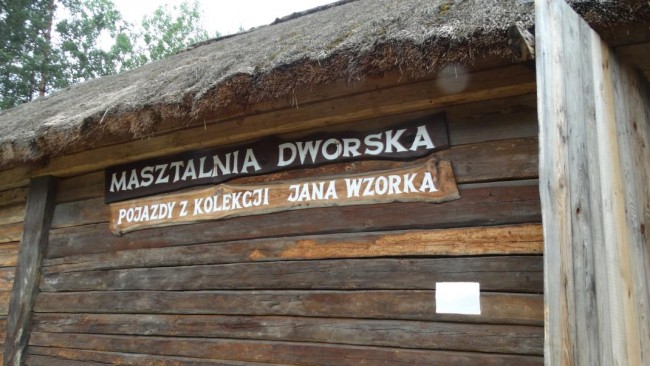 MASZTALNIA DWORSKA
POJAZDY Z KOLEKCJI JANA WZORKA